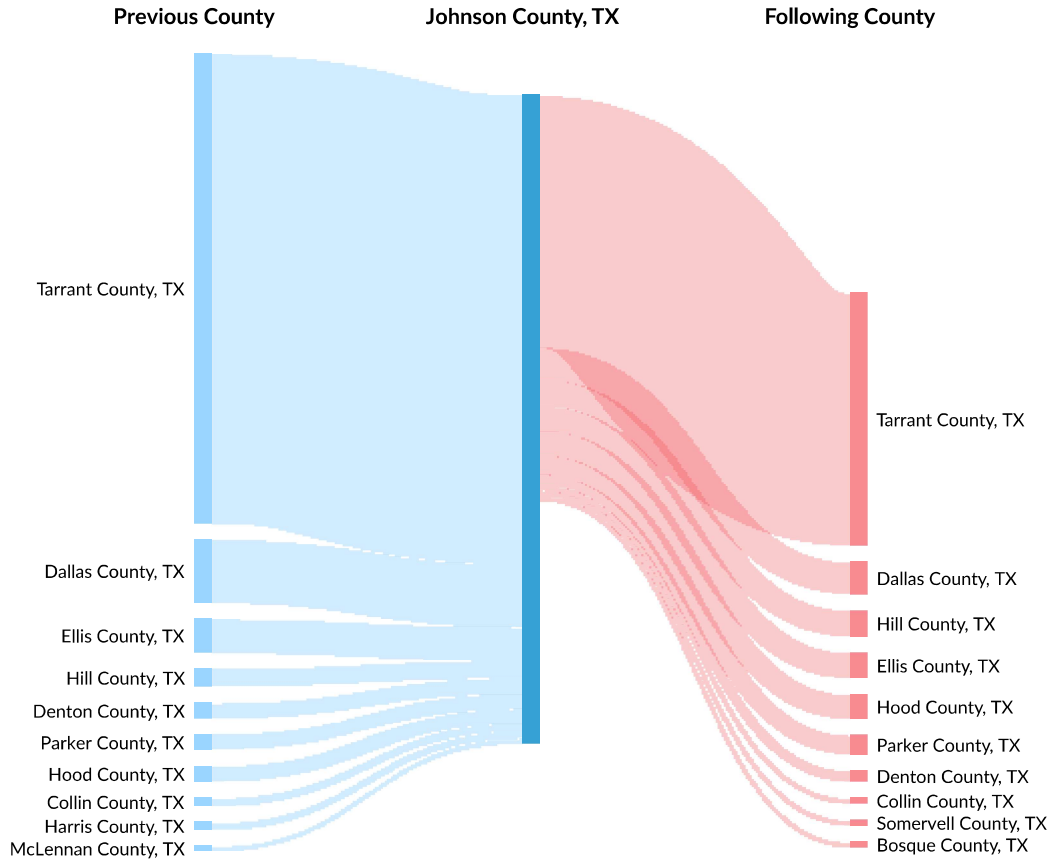 Previous County
Johnson County, TX
Following County
Tarrant County, TX
Dallas County, TX
Ellis County, TX
Hill County, TX
Denton County, TX
Parker County, TX
Hood County, TX
Collin County, TX
Harris County, TX
McLennan County, TX
Tarrant County, TX
Dallas County, TX
Hill County, TX
Ellis County, TX
Hood County, TX
Parker County, TX
Denton County, TX
Collin County, TX
Somervell County, TX
Bosque County, TX